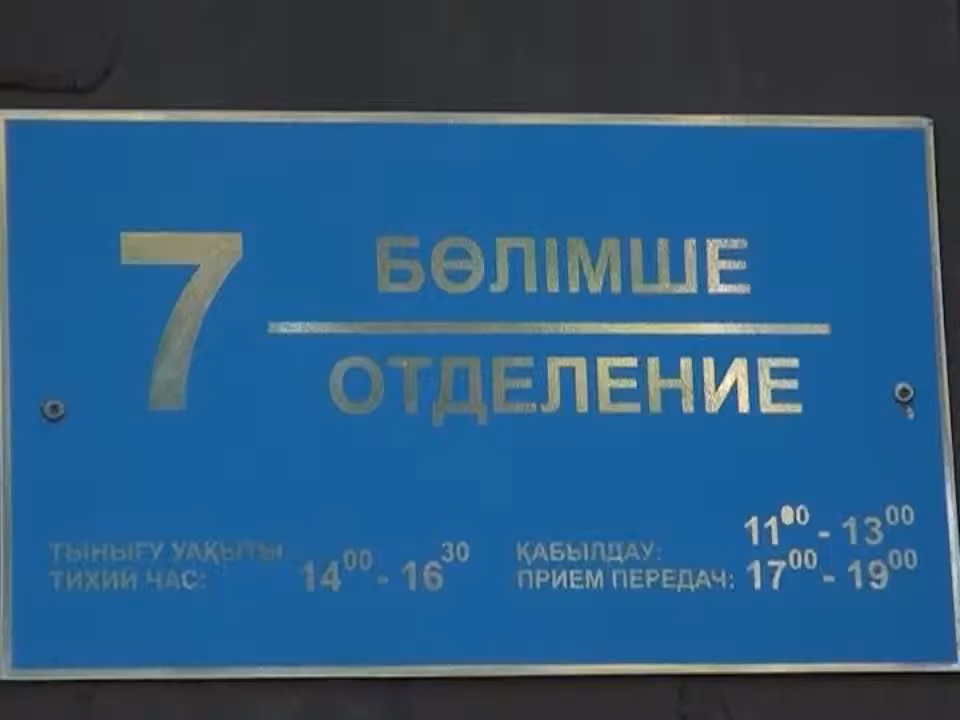 7
БӨЛІМШЕ
ОТДЕЛЕНИЕ
ТЫНЫҒУ УАҚЫТЫ
ТИХИЙ ЧАС: 14⁰⁰ - 16³⁰
ҚАБЫЛДАУ: 11⁰⁰ - 13⁰⁰
ПРИЕМ ПЕРЕДАЧ: 17⁰⁰ - 19⁰⁰